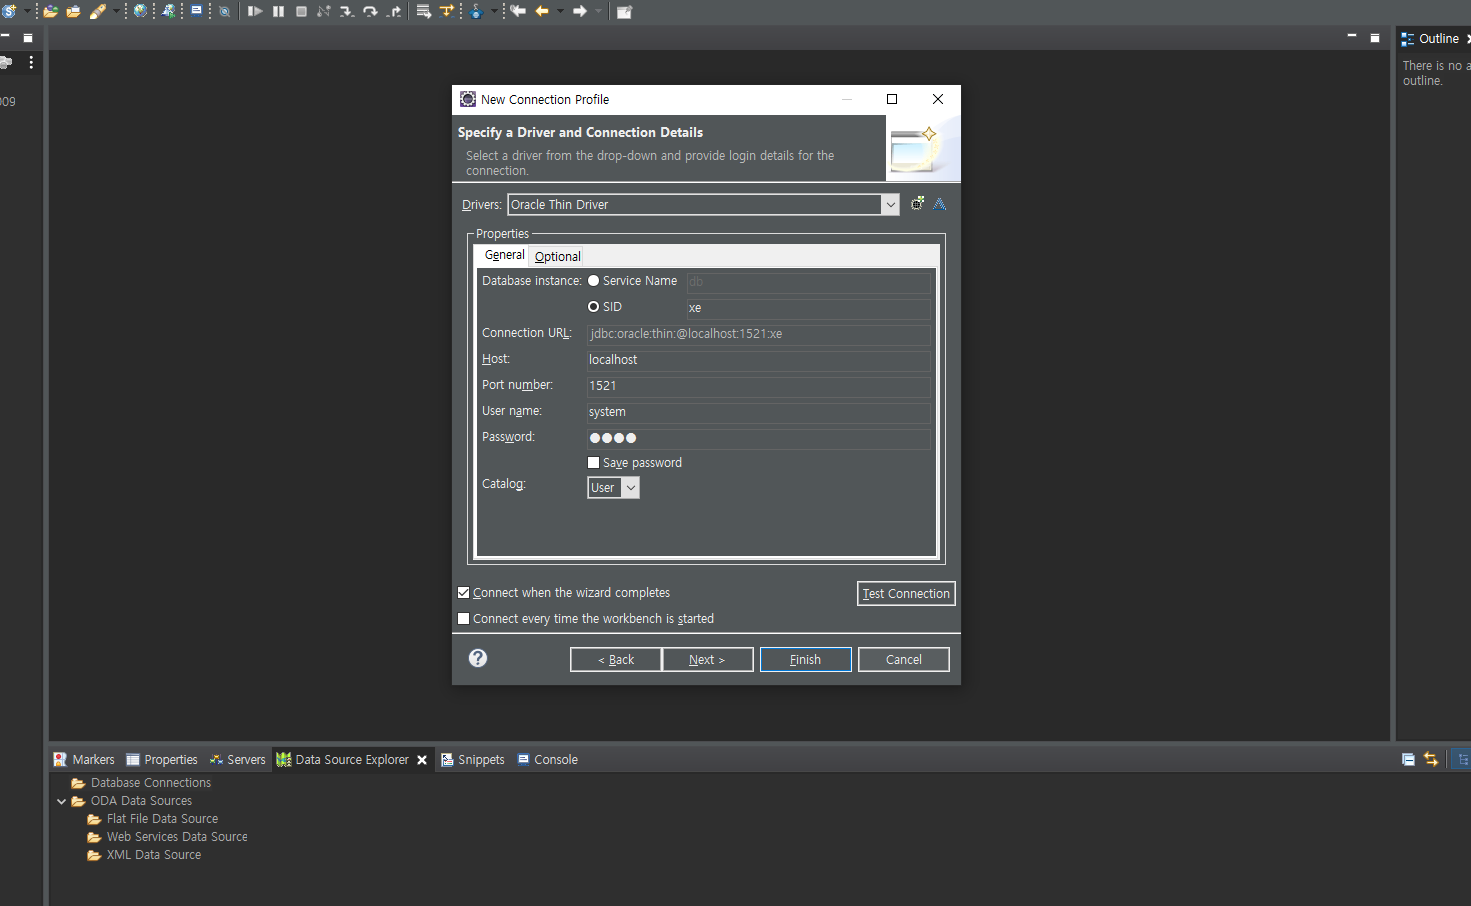 Outline
There is no a
outline.
009
New Connection Profile
Specify a Driver and Connection Details
Select a driver from the drop-down and provide login details for the
connection.
Drivers: Oracle Thin Driver
Properties
General Optional
Database instance: Service Name db
SID xe
Connection URL: jdbc:oracle:thin:@localhost:1521:xe
Host: localhost
Port number: 1521
User name: system
Password: ●●●●
Save password
Catalog: User
Connect when the wizard completes
Test Connection
Connect every time the workbench is started
?
< Back Next > Finish Cancel
Markers Properties Servers Data Source Explorer Snippets Console
Database Connections
ODA Data Sources
Flat File Data Source
Web Services Data Source
XML Data Source